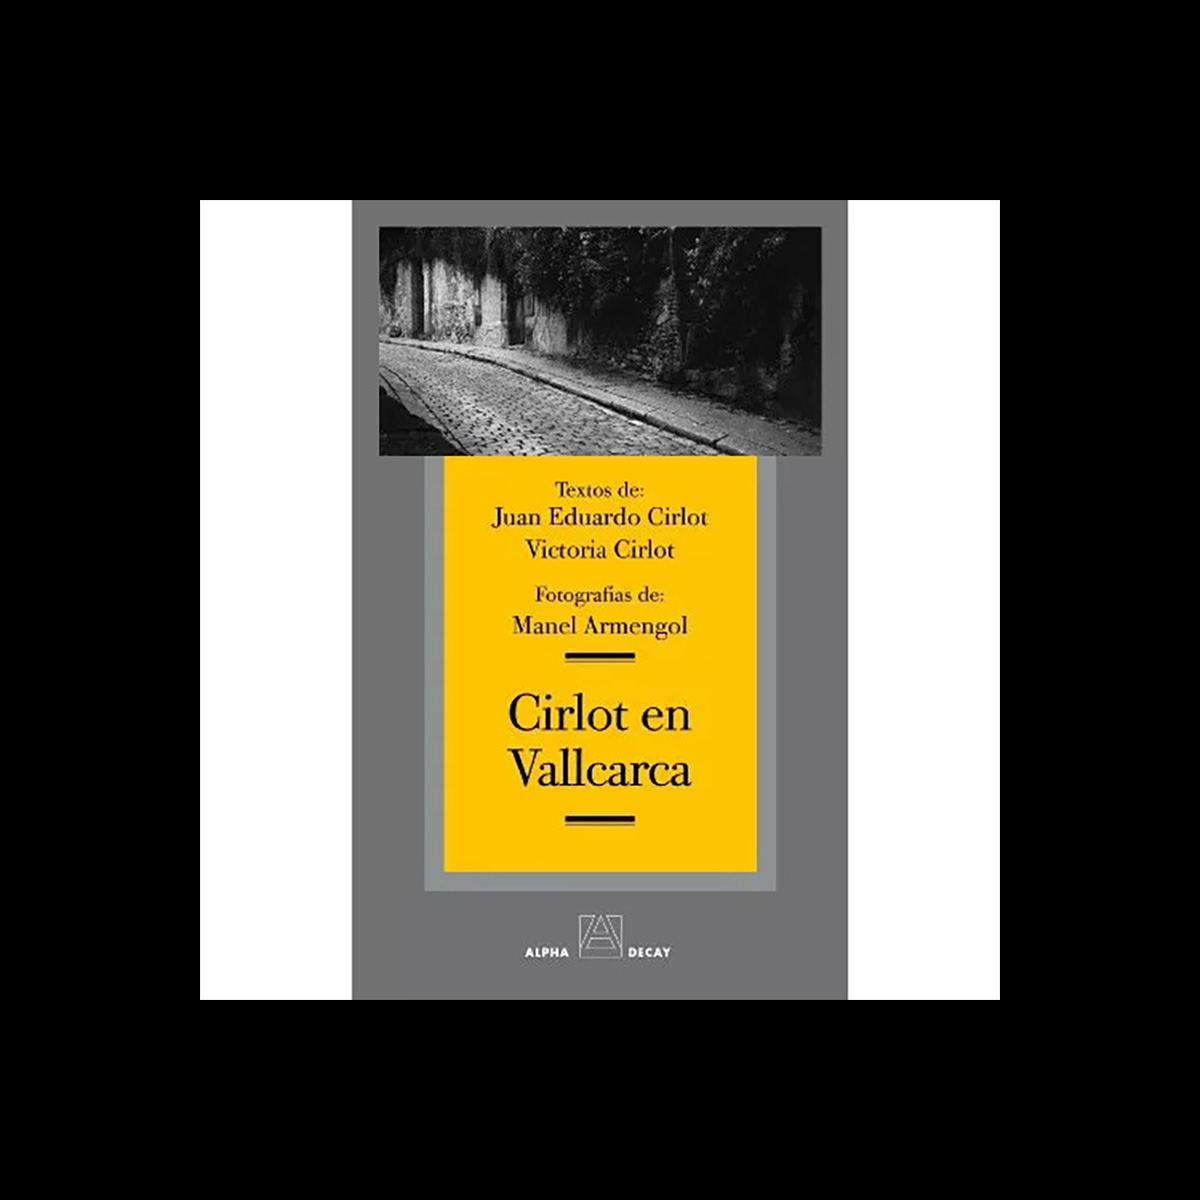 Textos de:
Juan Eduardo Cirlot
Victoria Cirlot
Fotografías de:
Manel Armengol
Cirlot en
Vallcarca
ALPHA DECAY